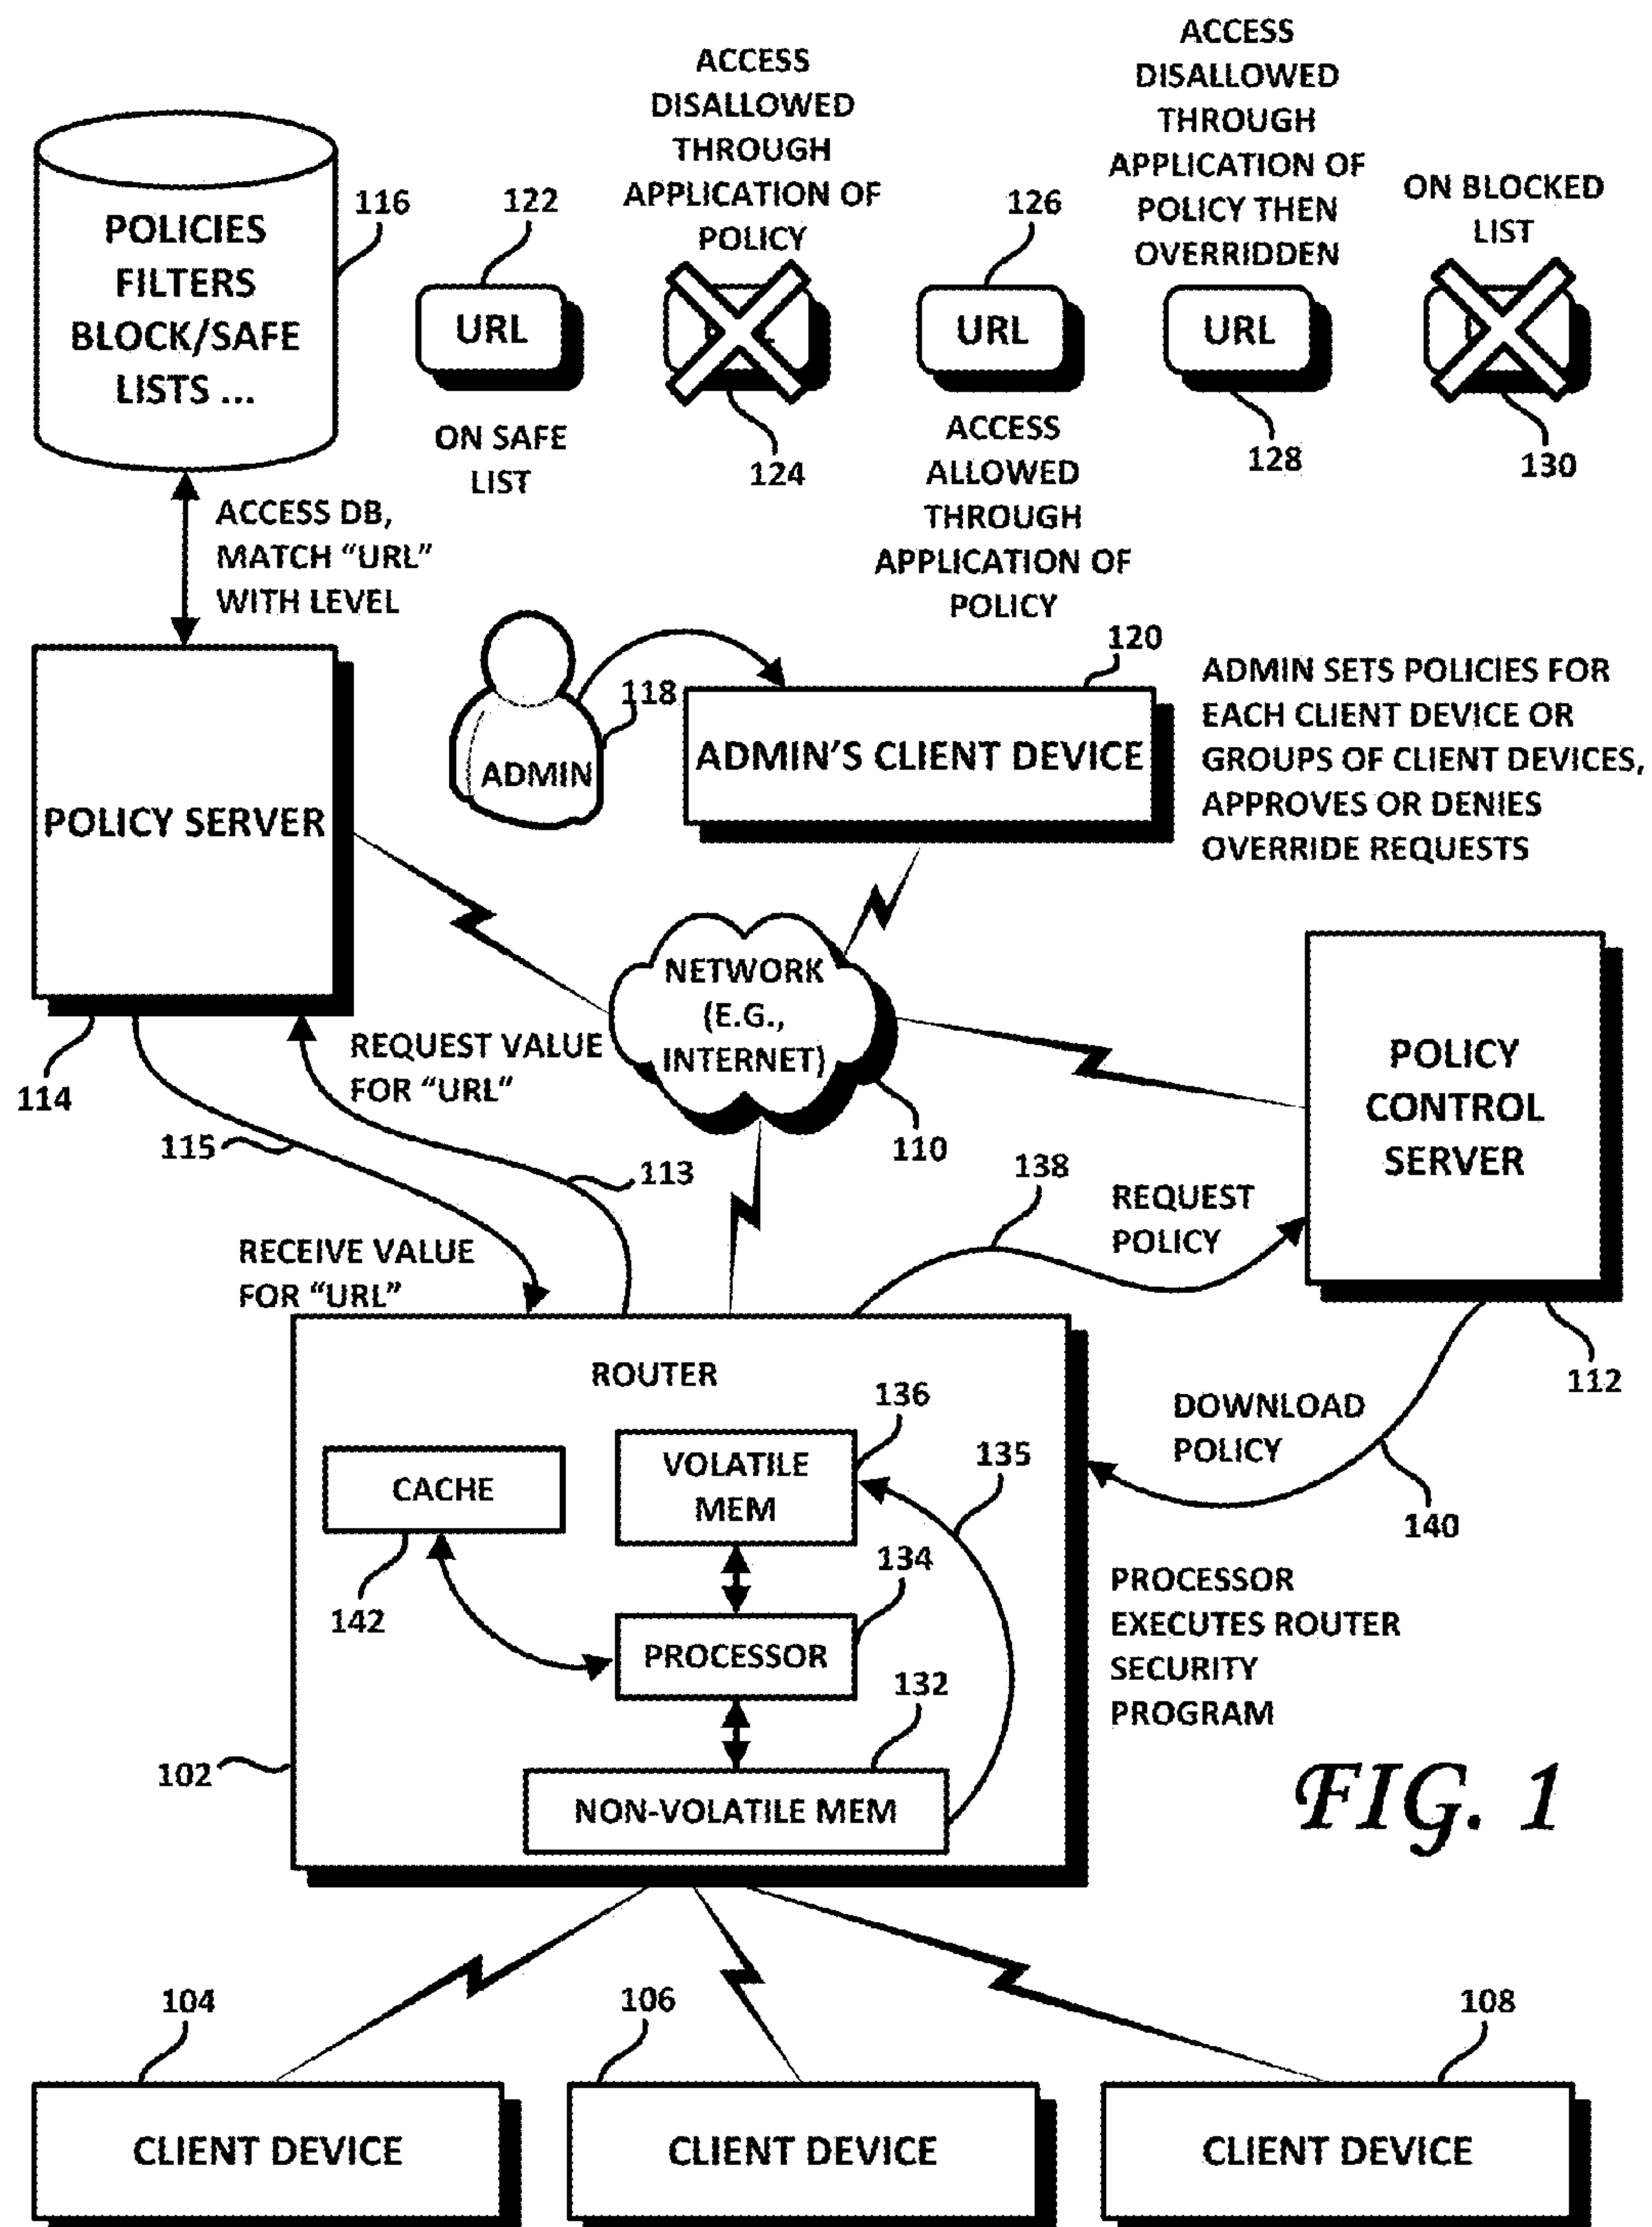 ACCESS
DISALLOWED
THROUGH
APPLICATION OF
POLICY
ACCESS
DISALLOWED
THROUGH
APPLICATION OF
POLICY THEN
OVERRIDDEN
ON BLOCKED
LIST
POLICIES
FILTERS
BLOCK/SAFE
LISTS ...
116
122
126
URL
URL
URL
ON SAFE
LIST
124
ACCESS
ALLOWED
THROUGH
APPLICATION OF
POLICY
128
130
ACCESS DB,
MATCH “URL”
WITH LEVEL
POLICY SERVER
118
ADMIN
120
ADMIN’S CLIENT DEVICE
ADMIN SETS POLICIES FOR
EACH CLIENT DEVICE OR
GROUPS OF CLIENT DEVICES,
APPROVES OR DENIES
OVERRIDE REQUESTS
NETWORK
(E.G.,
INTERNET)
POLICY
CONTROL
SERVER
114
REQUEST VALUE
FOR “URL”
115
113
110
138
REQUEST
POLICY
RECEIVE VALUE
FOR “URL”
112
ROUTER
136
VOLATILE
MEM
135
CACHE
DOWNLOAD
POLICY
140
142
134
PROCESSOR
132
PROCESSOR
EXECUTES ROUTER
SECURITY
PROGRAM
102
NON-VOLATILE MEM
FIG. 1
104
106
108
CLIENT DEVICE
CLIENT DEVICE
CLIENT DEVICE